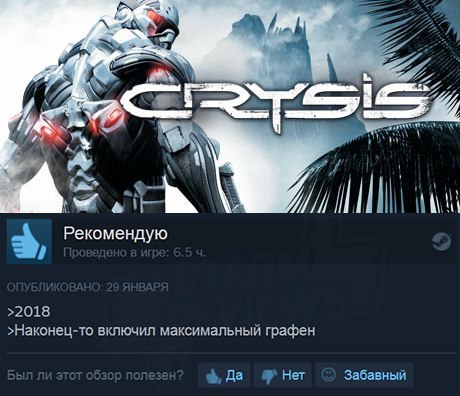 CRYSIS
Рекомендую
Проведено в игре: 6.5 ч.
ОПУБЛИКОВАНО: 29 ЯНВАРЯ
>2018
>Наконец-то включил максимальный графен
Был ли этот обзор полезен? Да Нет Забавный